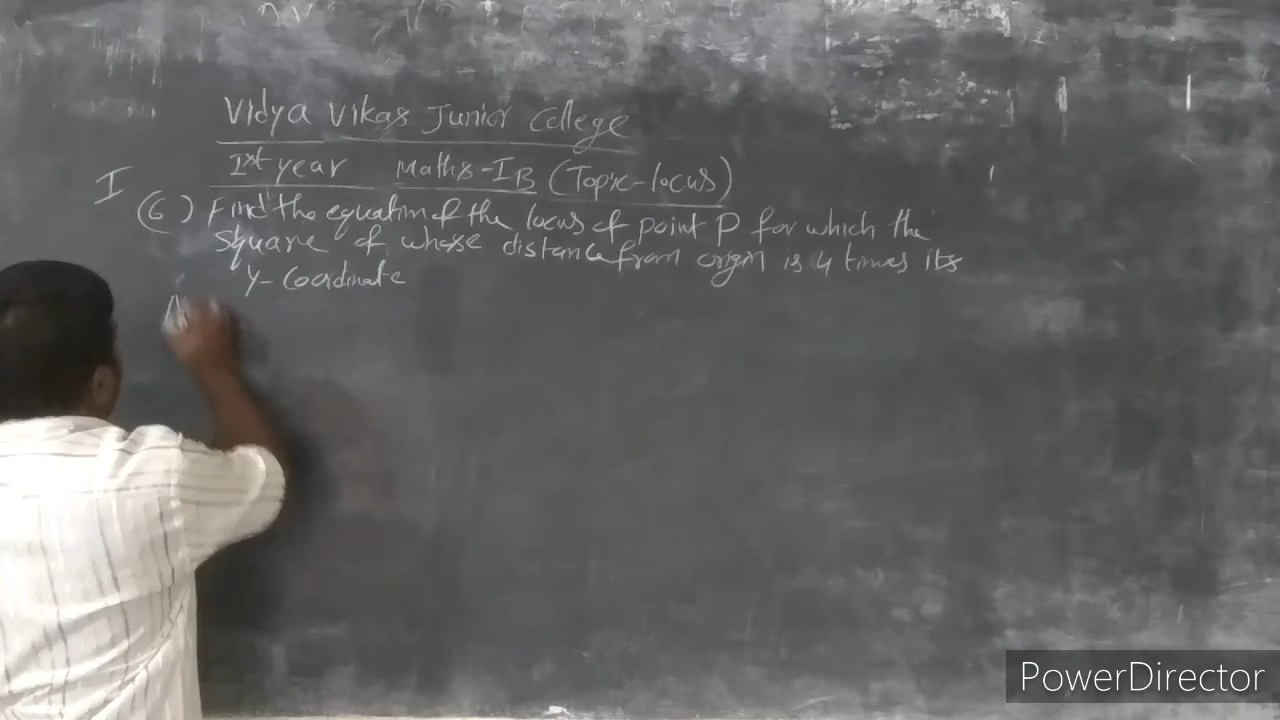 Vidya Vikas Junior College
Ist year Maths-IB (Topic-locus)
I
(6) Find the equation of the locus of point P for which the
square of whose distance from origin is 4 times its
Y-Coordinate
PowerDirector